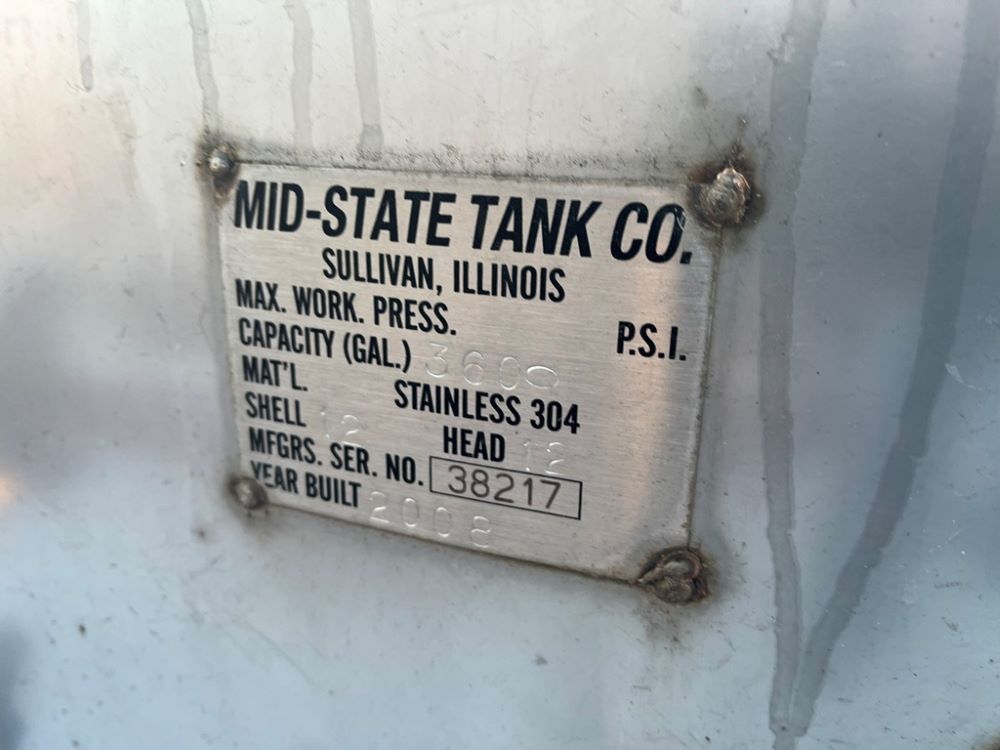 MID-STATE TANK CO.
SULLIVAN, ILLINOIS
MAX. WORK. PRESS. P.S.I.
CAPACITY (GAL.) 3600
MAT'L. STAINLESS 304
SHELL 12 HEAD 12
MFGRS. SER. NO. 38217
YEAR BUILT 2008